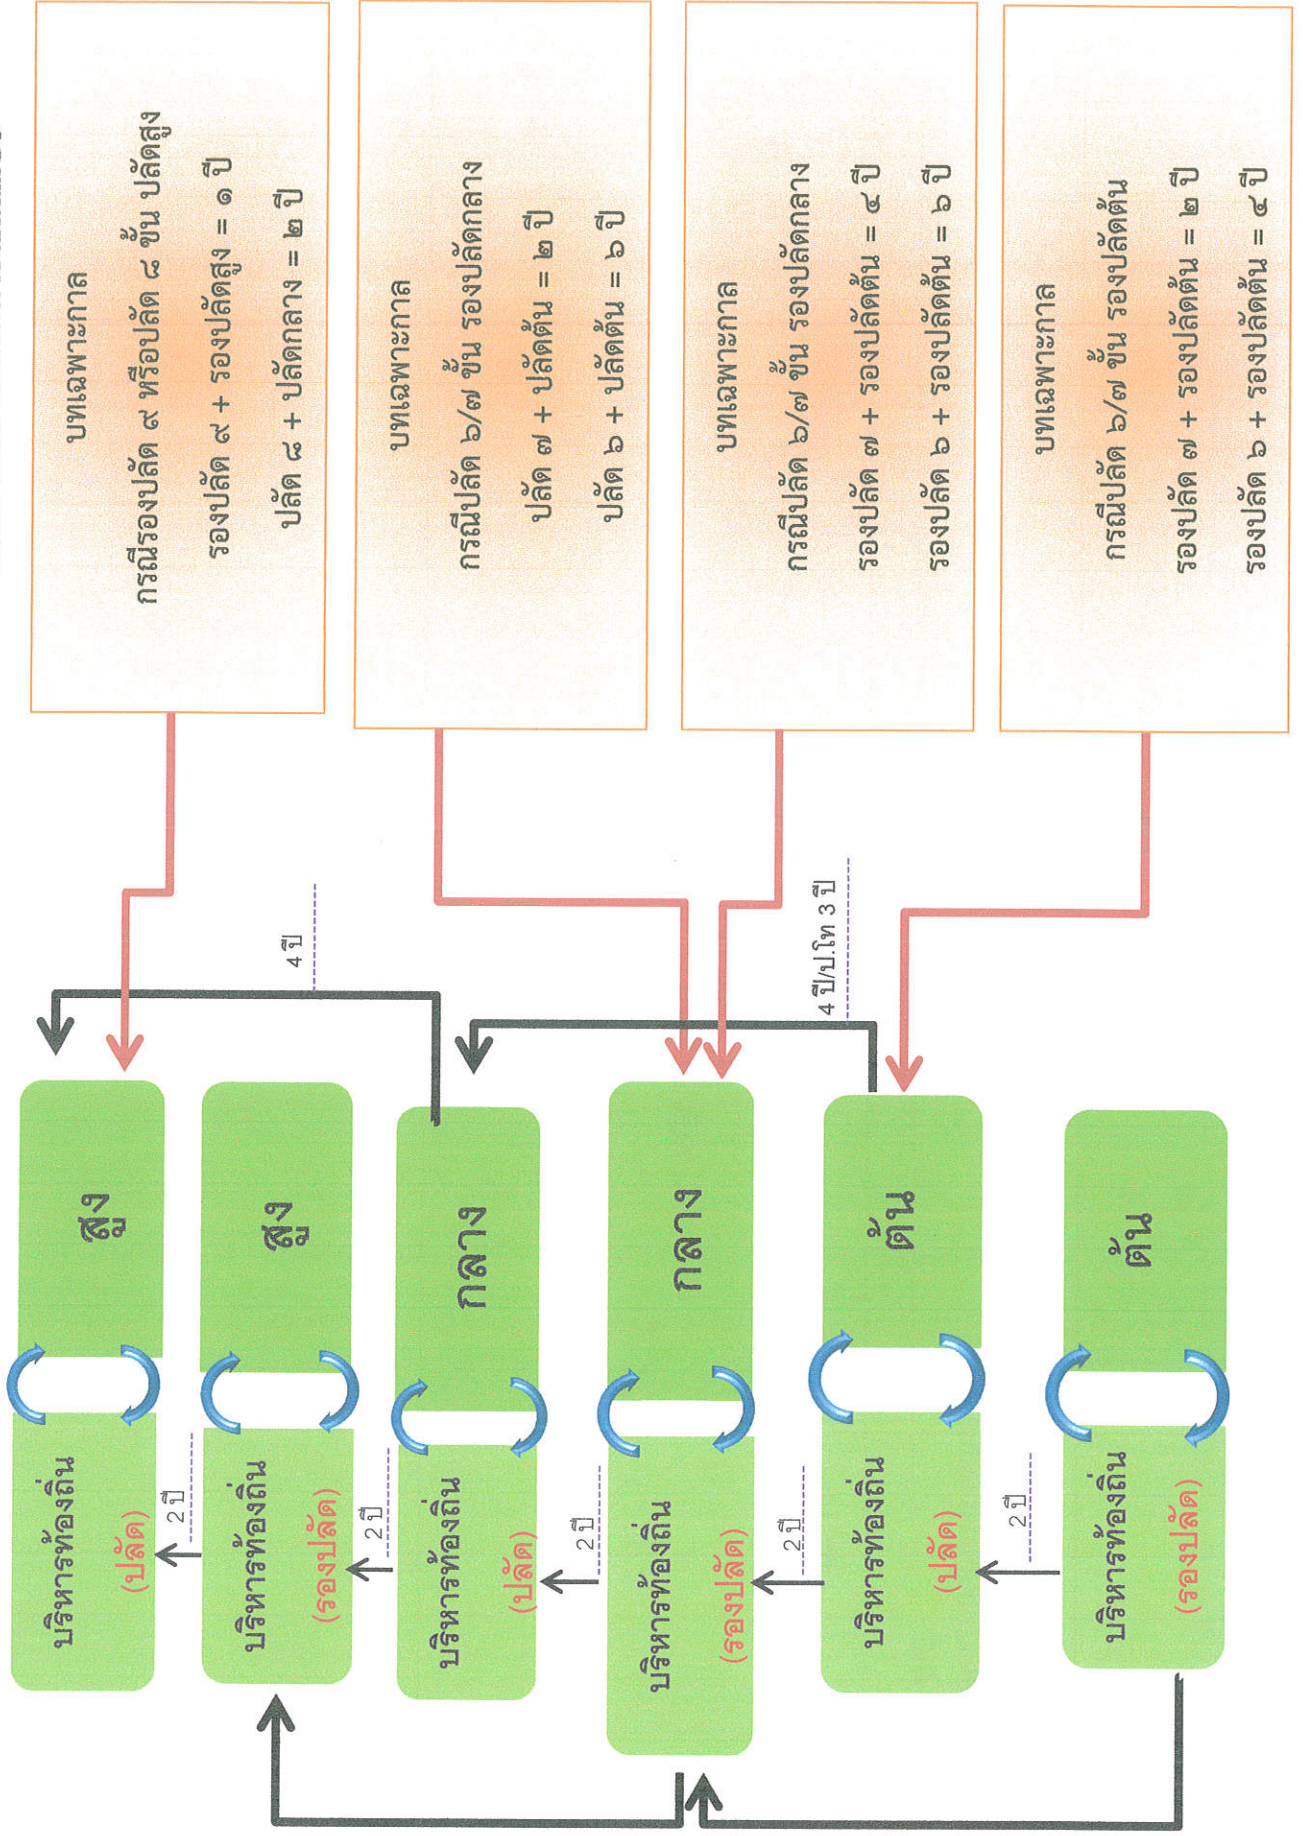 บริหารท้องถิ่น
(ปลัด)
สูง
2 ปี
บริหารท้องถิ่น
(รองปลัด)
สูง
2 ปี
บริหารท้องถิ่น
(ปลัด)
กลาง
2 ปี
บริหารท้องถิ่น
(รองปลัด)
กลาง
2 ปี
บริหารท้องถิ่น
(ปลัด)
ต้น
2 ปี
บริหารท้องถิ่น
(รองปลัด)
ต้น
4 ปี
4 ปี/ป.โท 3 ปี
บทเฉพาะกาล
กรณีรองปลัด ๙ หรือปลัด ๘ ขึ้น ปลัดสูง
รองปลัด ๙ + รองปลัดสูง = ๑ ปี
ปลัด ๘ + ปลัดกลาง = ๒ ปี
บทเฉพาะกาล
กรณีปลัด ๖/๗ ขึ้น รองปลัดกลาง
ปลัด ๗ + ปลัดต้น = ๒ ปี
ปลัด ๖ + ปลัดต้น = ๖ ปี
บทเฉพาะกาล
กรณีปลัด ๖/๗ ขึ้น รองปลัดกลาง
รองปลัด ๗ + รองปลัดต้น = ๔ ปี
รองปลัด ๖ + รองปลัดต้น = ๖ ปี
บทเฉพาะกาล
กรณีปลัด ๖/๗ ขึ้น รองปลัดต้น
รองปลัด ๗ + รองปลัดต้น = ๒ ปี
รองปลัด ๖ + รองปลัดต้น = ๔ ปี